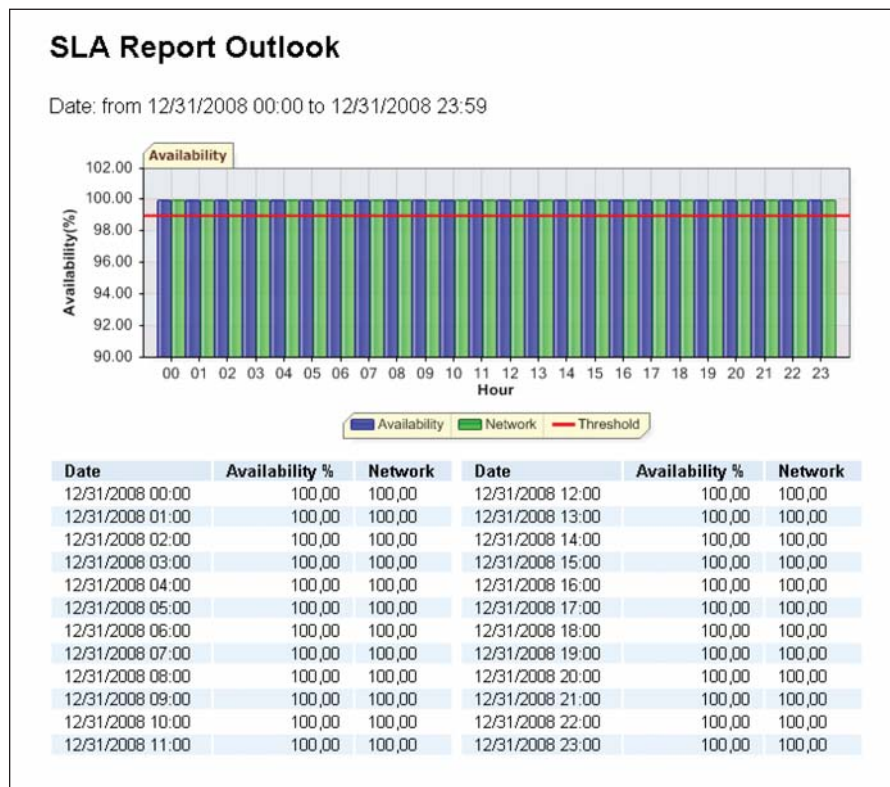 SLA Report Outlook
Date: from 12/31/2008 00:00 to 12/31/2008 23:59
Availability
102.00
100.00
98.00
96.00
94.00
92.00
90.00
Availability(%)
00 01 02 03 04 05 06 07 08 09 10 11 12 13 14 15 16 17 18 19 20 21 22 23
Hour
Availability Network Threshold
Date Availability % Network Date Availability % Network
12/31/2008 00:00 100,00 100,00 12/31/2008 12:00 100,00 100,00
12/31/2008 01:00 100,00 100,00 12/31/2008 13:00 100,00 100,00
12/31/2008 02:00 100,00 100,00 12/31/2008 14:00 100,00 100,00
12/31/2008 03:00 100,00 100,00 12/31/2008 15:00 100,00 100,00
12/31/2008 04:00 100,00 100,00 12/31/2008 16:00 100,00 100,00
12/31/2008 05:00 100,00 100,00 12/31/2008 17:00 100,00 100,00
12/31/2008 06:00 100,00 100,00 12/31/2008 18:00 100,00 100,00
12/31/2008 07:00 100,00 100,00 12/31/2008 19:00 100,00 100,00
12/31/2008 08:00 100,00 100,00 12/31/2008 20:00 100,00 100,00
12/31/2008 09:00 100,00 100,00 12/31/2008 21:00 100,00 100,00
12/31/2008 10:00 100,00 100,00 12/31/2008 22:00 100,00 100,00
12/31/2008 11:00 100,00 100,00 12/31/2008 23:00 100,00 100,00